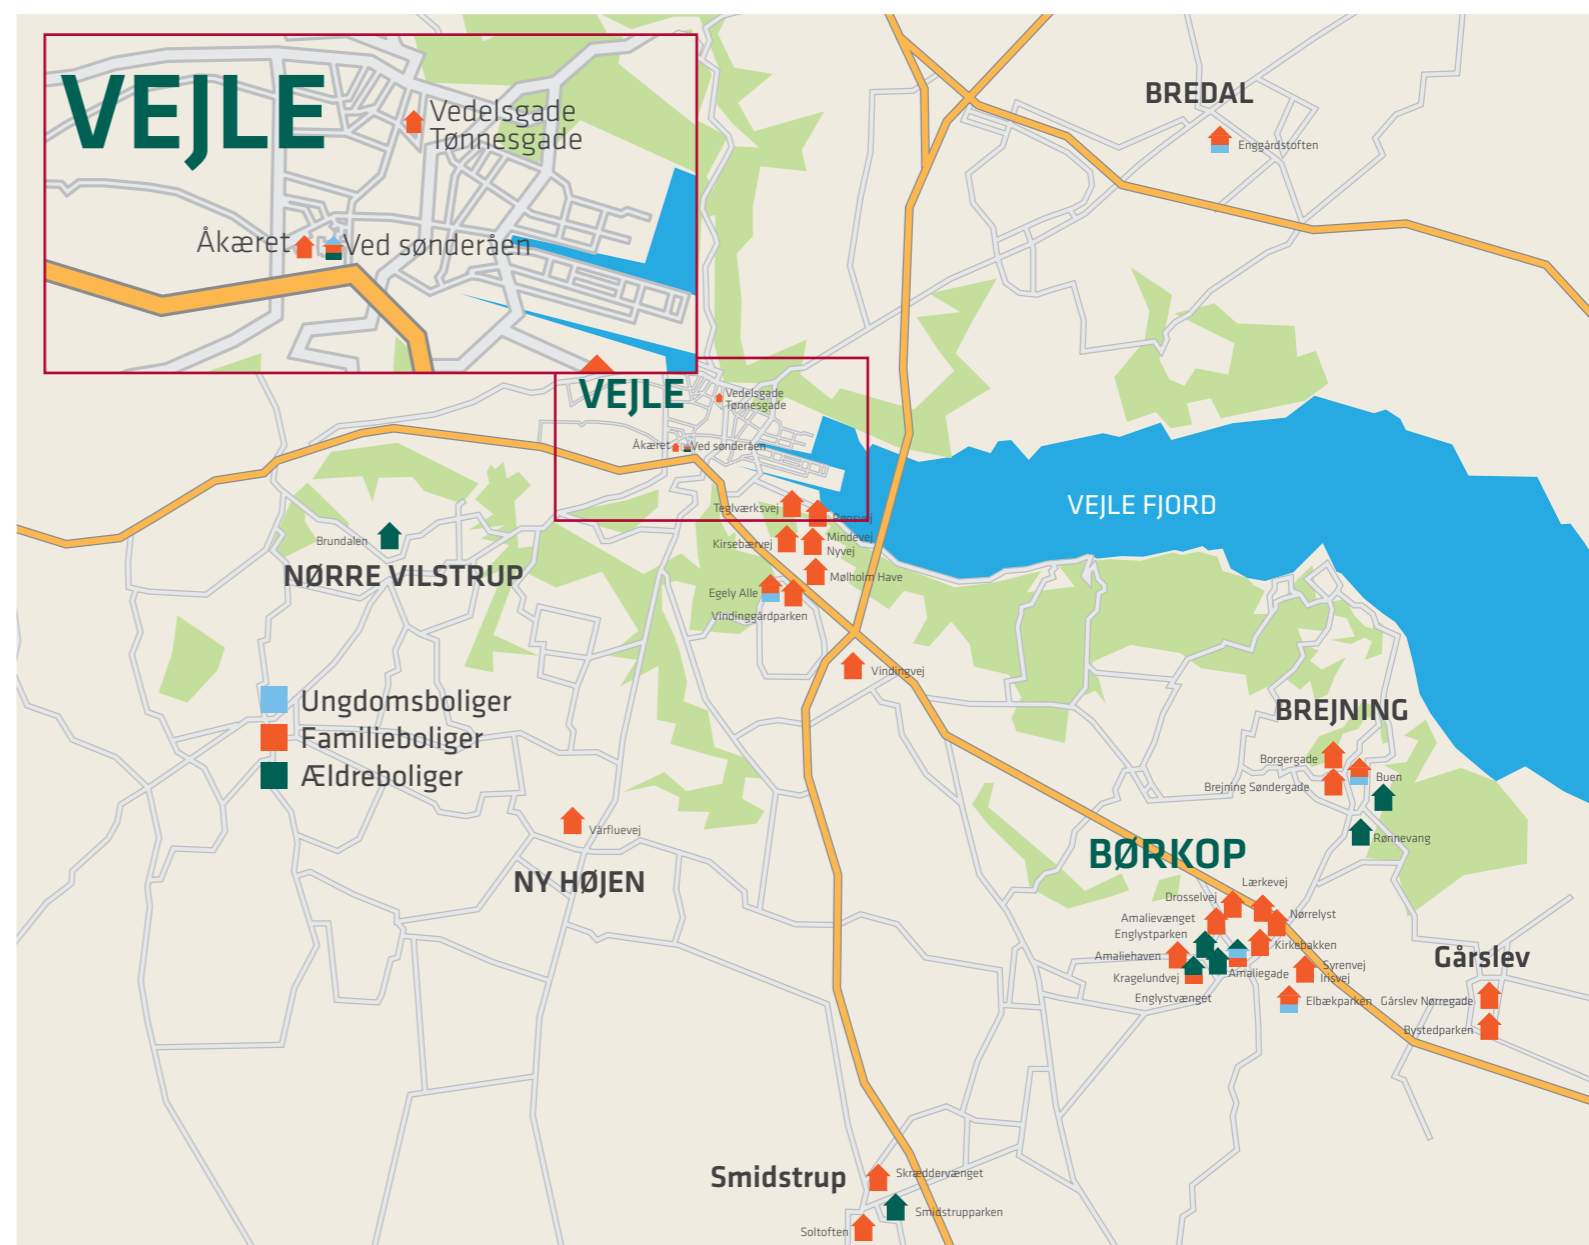 VEJLE
Vedelsgade
Tønnesgade
Åkæret
Ved sønderåen
BREDAL
Enggårdstoften
VEJLE
Vedelsgade
Tønnesgade
Åkæret
Ved sønderåen
VEJLE FJORD
Teglværksvej
Brundalen
Kirsebærvej
Mindevej
Nyvej
NØRRE VILSTRUP
Mølholm Have
Egely Alle
Vindinggårdparken
Vindingvej
Ungdomsboliger
Familieboliger
Ældreboliger
BREJNING
Borgergade
Buen
Brejning Søndergade
Vårfluevej
Rønnevang
BØRKOP
NY HØJEN
Lærkevej
Drosselvej
Nørrelyst
Amalievænget
Englystparken
Kirkebakken
Amaliehaven
Gårslev
Syrenvej
Irisvej
Kragelundvej
Amaliegade
Englystvænget
Elbækparken
Gårslev Nørregade
Bystedparken
Smidstrup
Skræddervænget
Smidstrupparken
Soltoften